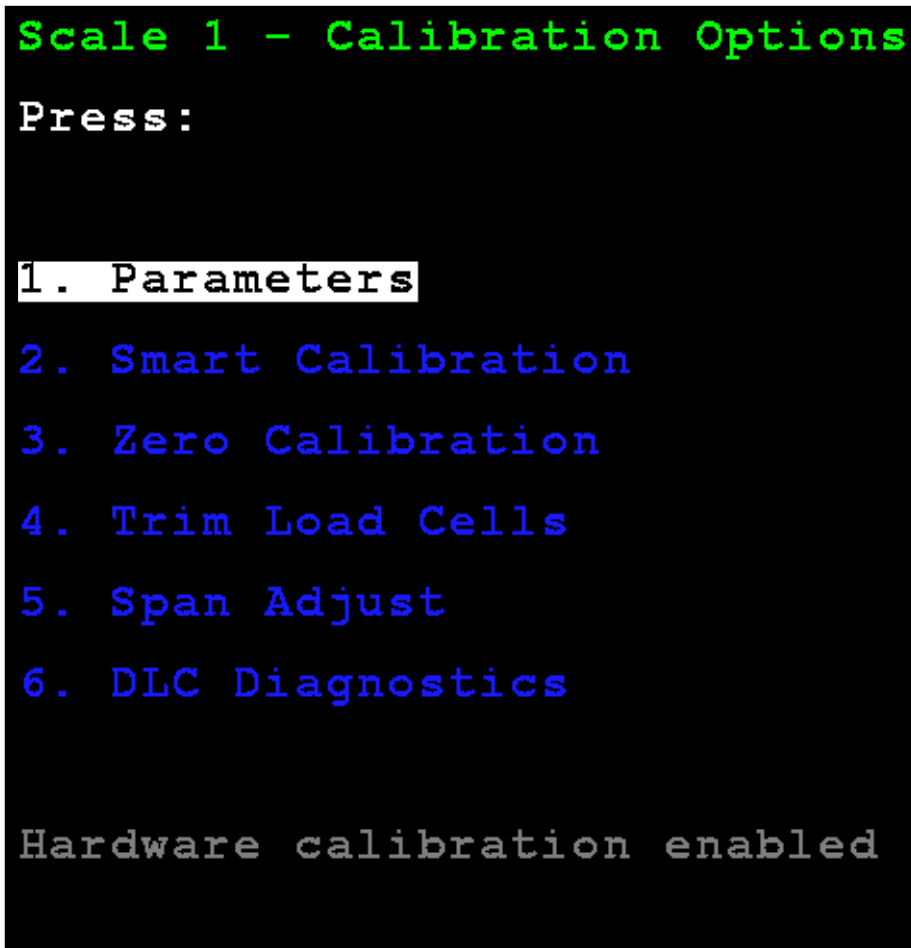 Scale 1 - Calibration Options
Press:
1. Parameters
2. Smart Calibration
3. Zero Calibration
4. Trim Load Cells
5. Span Adjust
6. DLC Diagnostics
Hardware calibration enabled